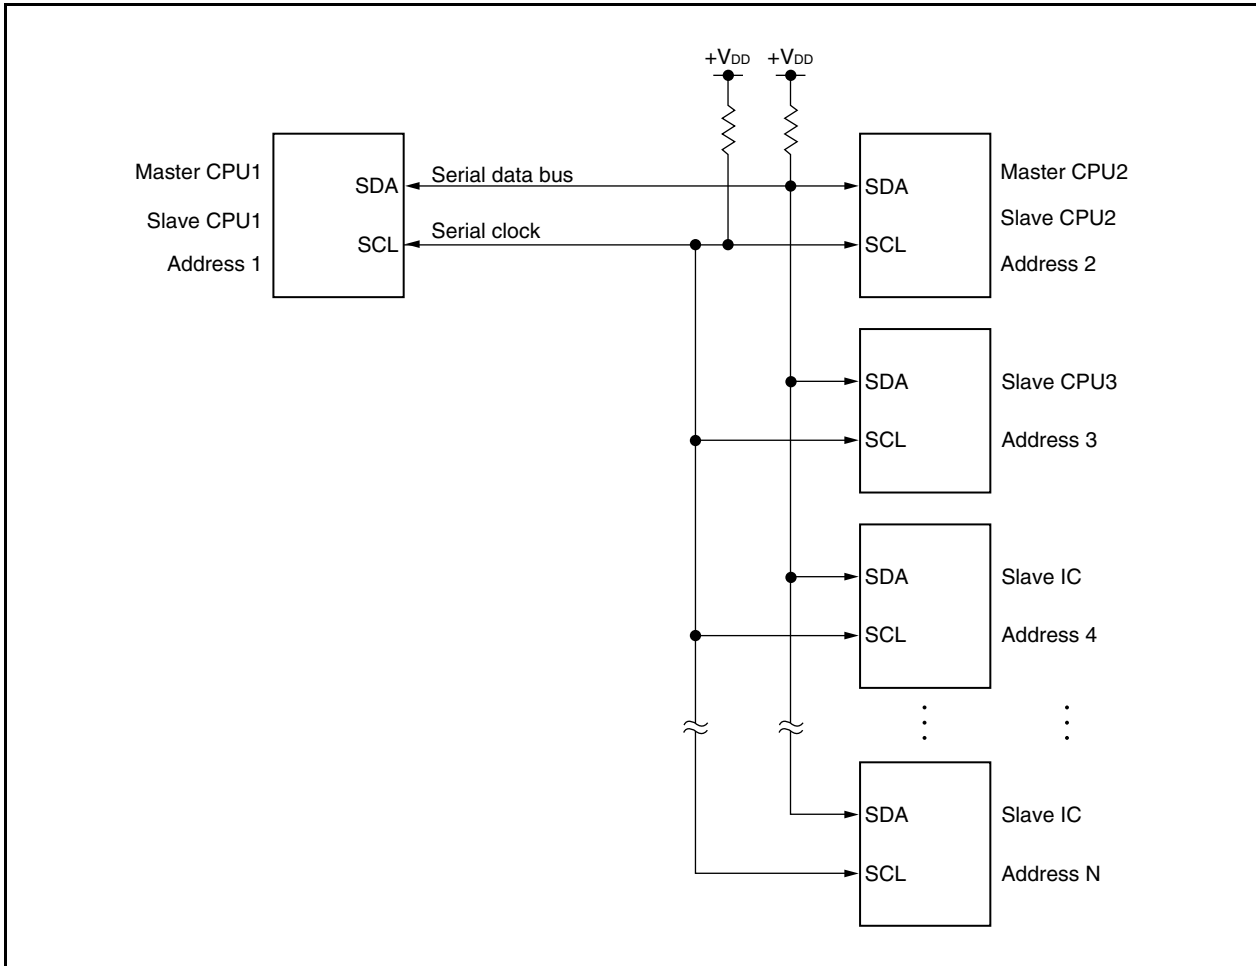 +VDD +VDD
Master CPU1
Slave CPU1
Address 1
SDA
SCL
Serial data bus
Serial clock
SDA
SCL
Master CPU2
Slave CPU2
Address 2
SDA
SCL
Slave CPU3
Address 3
SDA
SCL
Slave IC
Address 4
SDA
SCL
Slave IC
Address N